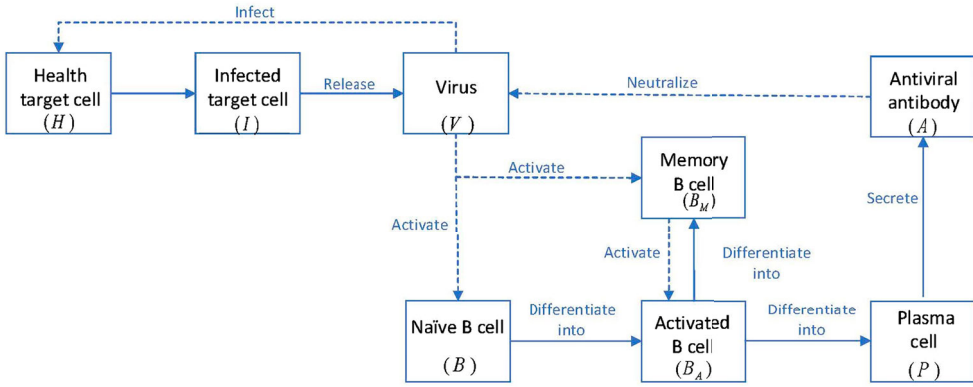 Infect
Health
target cell
(H)
Infected
target cell
(I)
Release
Virus
(V)
Neutralize
Antiviral
antibody
(A)
Activate
Memory
B cell
(B_M)
Secrete
Activate
Activate
Differentiate
into
Naïve B cell
(B)
Differentiate
into
Activated
B cell
(B_A)
Differentiate
into
Plasma
cell
(P)